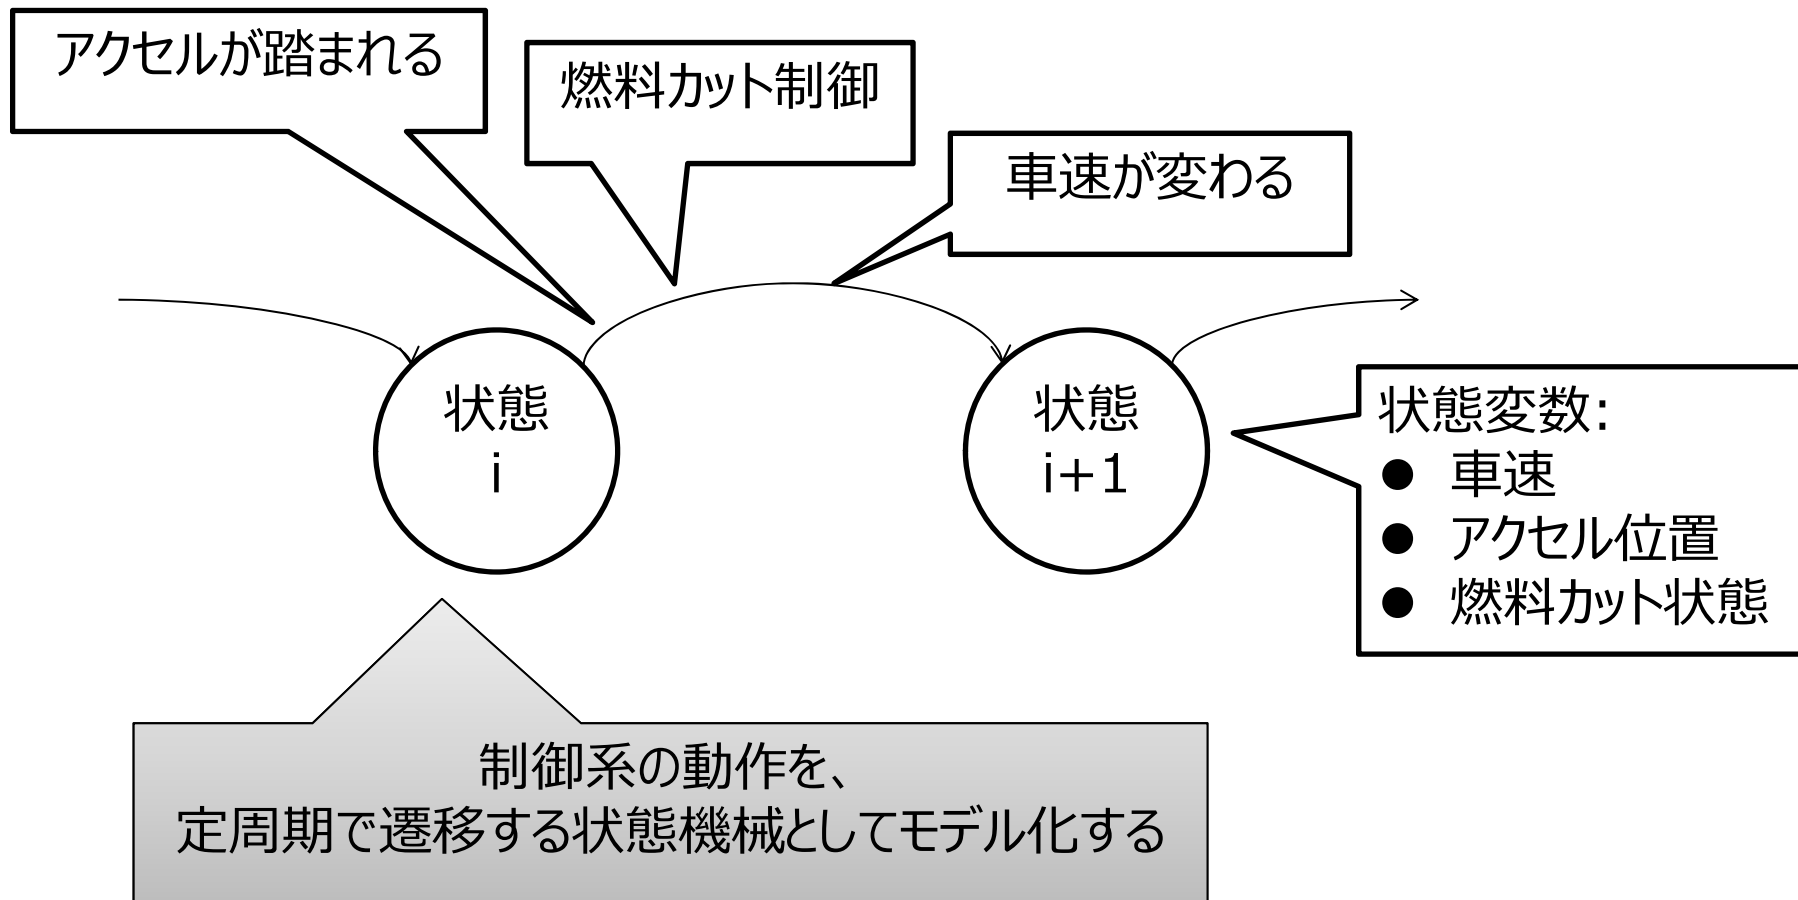 アクセルが踏まれる
燃料カット制御
車速が変わる
状態
i
状態
i+1
状態変数:
● 車速
● アクセル位置
● 燃料カット状態
制御系の動作を、
定周期で遷移する状態機械としてモデル化する